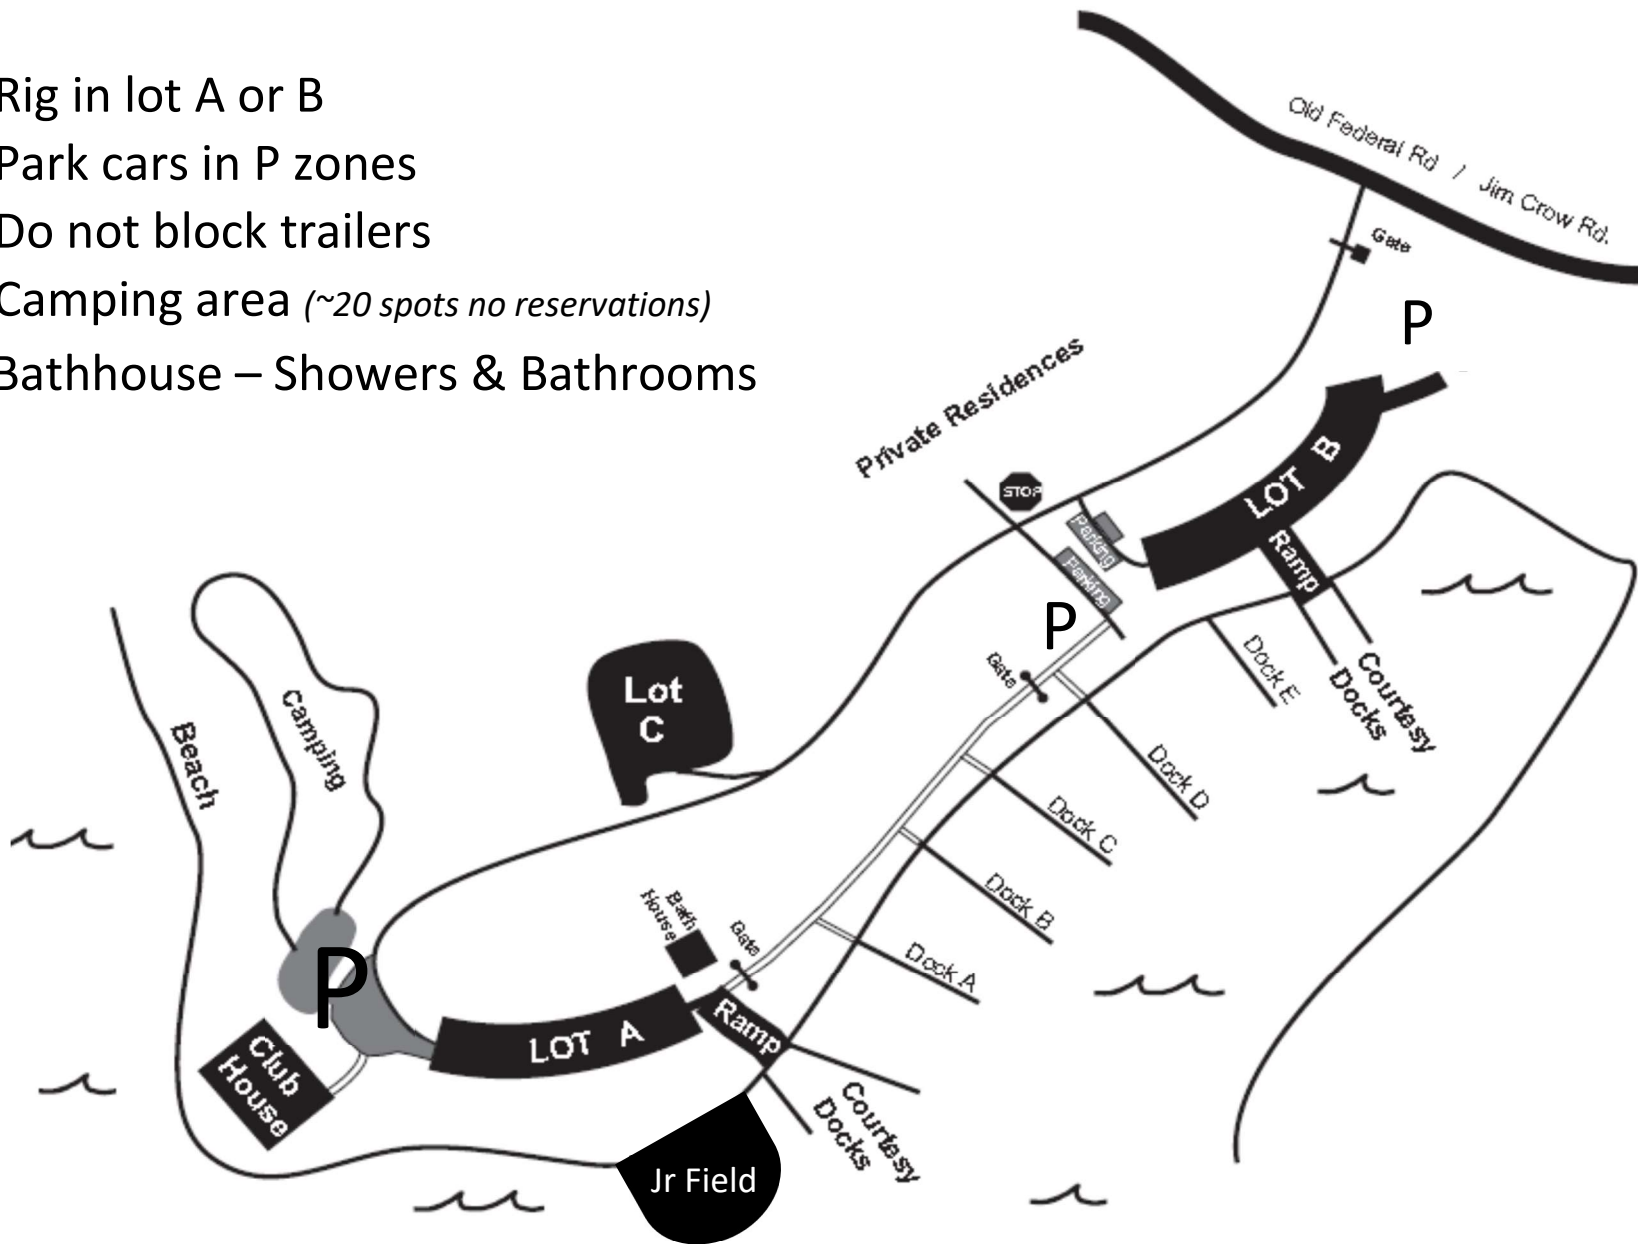 Rig in lot A or B
Park cars in P zones
Do not block trailers
Camping area (~20 spots no reservations)
Bathhouse – Showers & Bathrooms
Old Federal Rd / Jim Crow Rd.
Gate
P
Private Residences
STOP
LOT B
Parking
Parking
Ramp
P
Gate
Dock E
Courtesy
Docks
Lot
C
Camping
Beach
Dock D
Dock C
Dock B
Dock A
Bath
House
Gate
P
LOT A
Ramp
Club
House
Courtesy
Docks
Jr Field